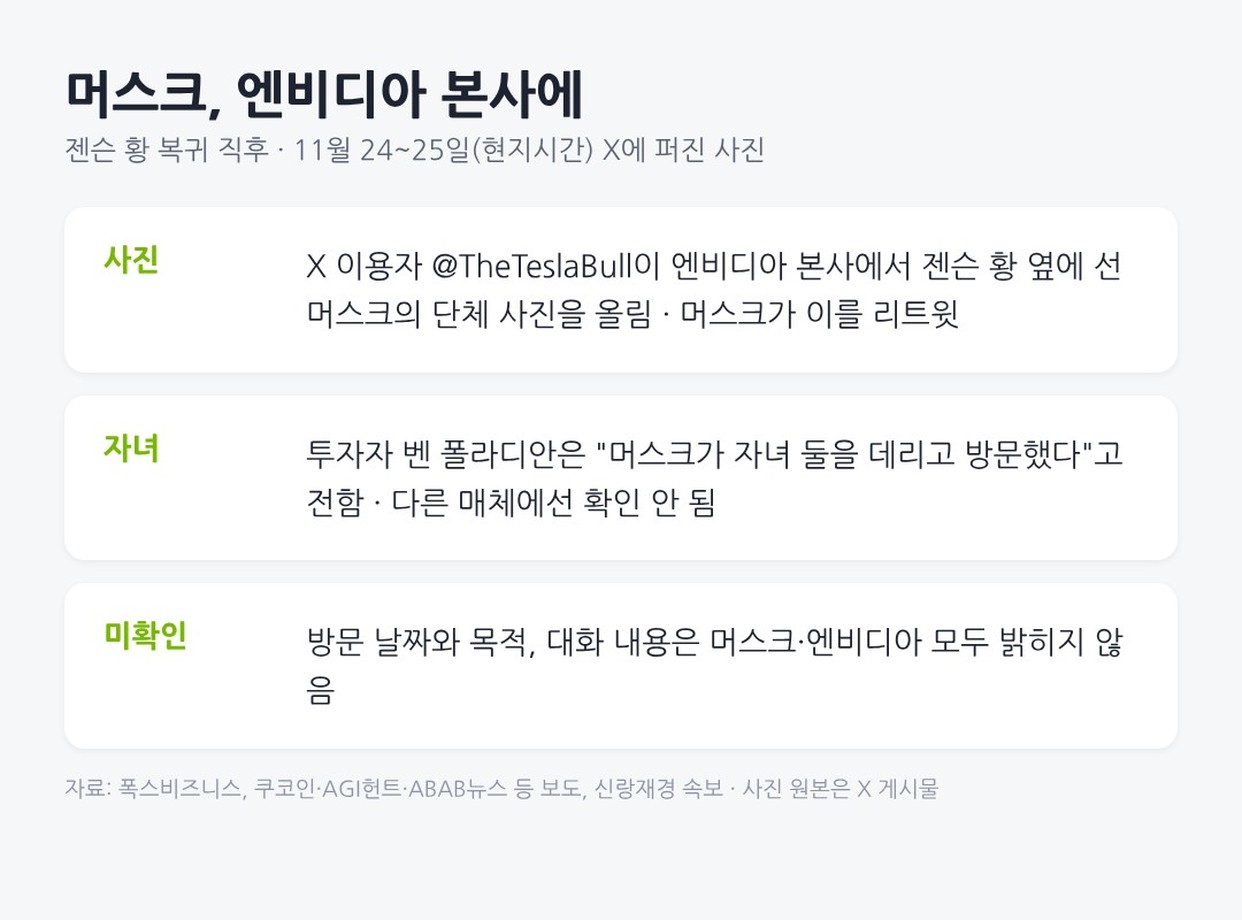 머스크, 엔비디아 본사에
젠슨 황 복귀 직후 · 11월 24~25일(현지시간) X에 퍼진 사진
사진
X 이용자 @TheTeslaBull이 엔비디아 본사에서 젠슨 황 옆에 선
머스크의 단체 사진을 올림 · 머스크가 이를 리트윗
자녀
투자자 벤 폴라디안은 "머스크가 자녀 둘을 데리고 방문했다"고
전함 · 다른 매체에선 확인 안 됨
미확인
방문 날짜와 목적, 대화 내용은 머스크·엔비디아 모두 밝히지 않
음
자료: 폭스비즈니스, 쿠코인·AGI헌트·ABAB뉴스 등 보도, 신랑재경 속보 · 사진 원본은 X 게시물